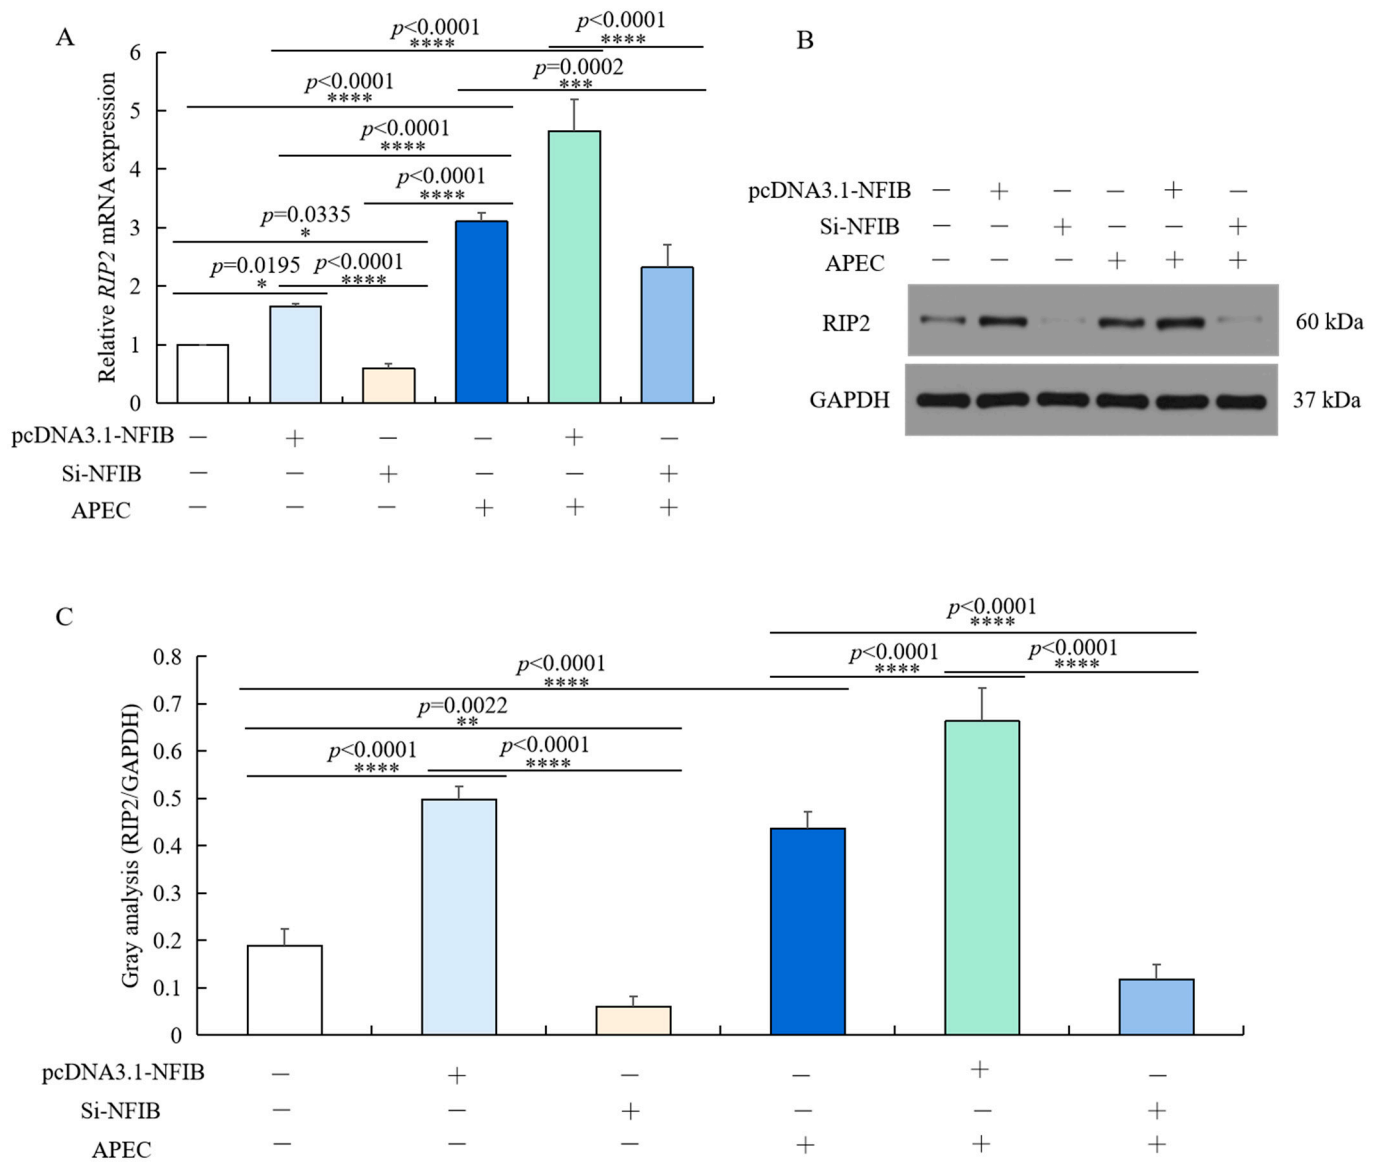 A
p<0.0001
****
p<0.0001
****
p=0.0002
***
p<0.0001
****
p<0.0001
****
p<0.0001
****
p=0.0335
*
p=0.0195
*
p<0.0001
****
Relative RIP2 mRNA expression
6
5
4
3
2
1
0
pcDNA3.1-NFIB — + — — + —
Si-NFIB — — + — — +
APEC — — — + + +
B
pcDNA3.1-NFIB — + — — + —
Si-NFIB — — + — — +
APEC — — — + + +
RIP2 60 kDa
GAPDH 37 kDa
C
p<0.0001
****
p<0.0001
****
p<0.0001
****
p<0.0001
****
p=0.0022
**
p<0.0001
****
p<0.0001
****
Gray analysis (RIP2/GAPDH)
0.8
0.7
0.6
0.5
0.4
0.3
0.2
0.1
0
pcDNA3.1-NFIB — + — — + —
Si-NFIB — — + — — +
APEC — — — + + +